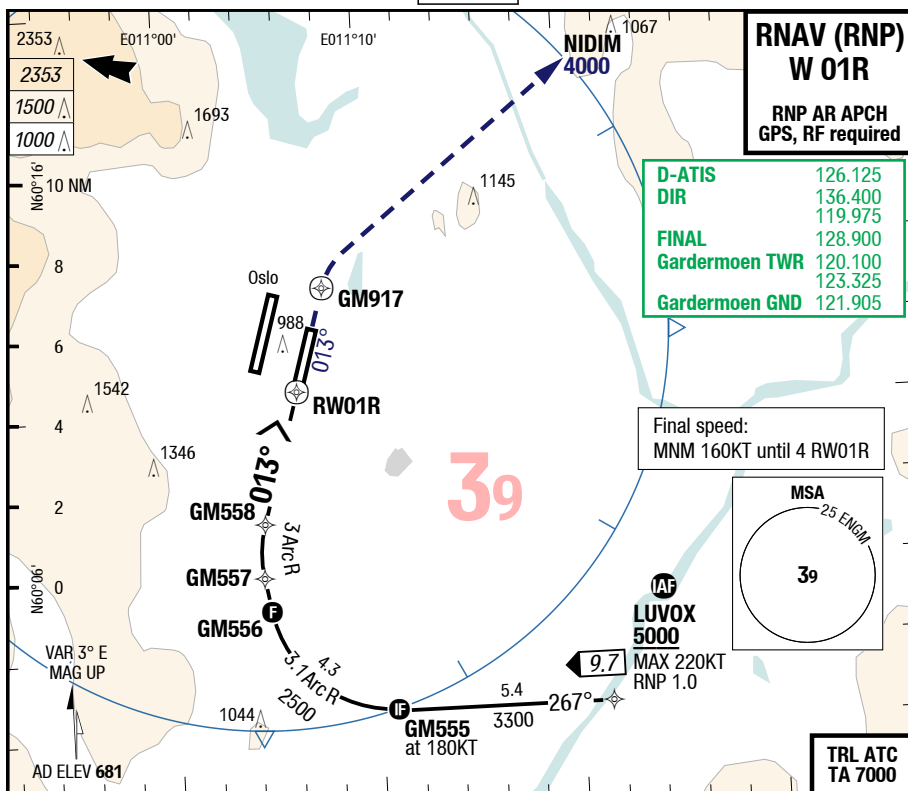 RNAV (RNP)
W 01R
RNP AR APCH
GPS, RF required
2353
E011°00'
E011°10'
NIDIM
4000
1067
2353
1500
1000
1693
N60°16'
10 NM
1145
D-ATIS 126.125
DIR 136.400
119.975
FINAL 128.900
Gardermoen TWR 120.100
123.325
Gardermoen GND 121.905
8
Oslo
GM917
988
013°
6
RW01R
1542
4
Final speed:
MNM 160KT until 4 RW01R
1346
013°
39
MSA
25 ENGM
39
2
GM558
3 Arc R
GM557
N60°06'
0
IAF
F
GM556
LUVOX
5000
MAX 220KT
RNP 1.0
9.7
VAR 3° E
MAG UP
4.3
3.1 Arc R
2500
5.4
267°
3300
IF
1044
GM555
at 180KT
AD ELEV 681
TRL ATC
TA 7000